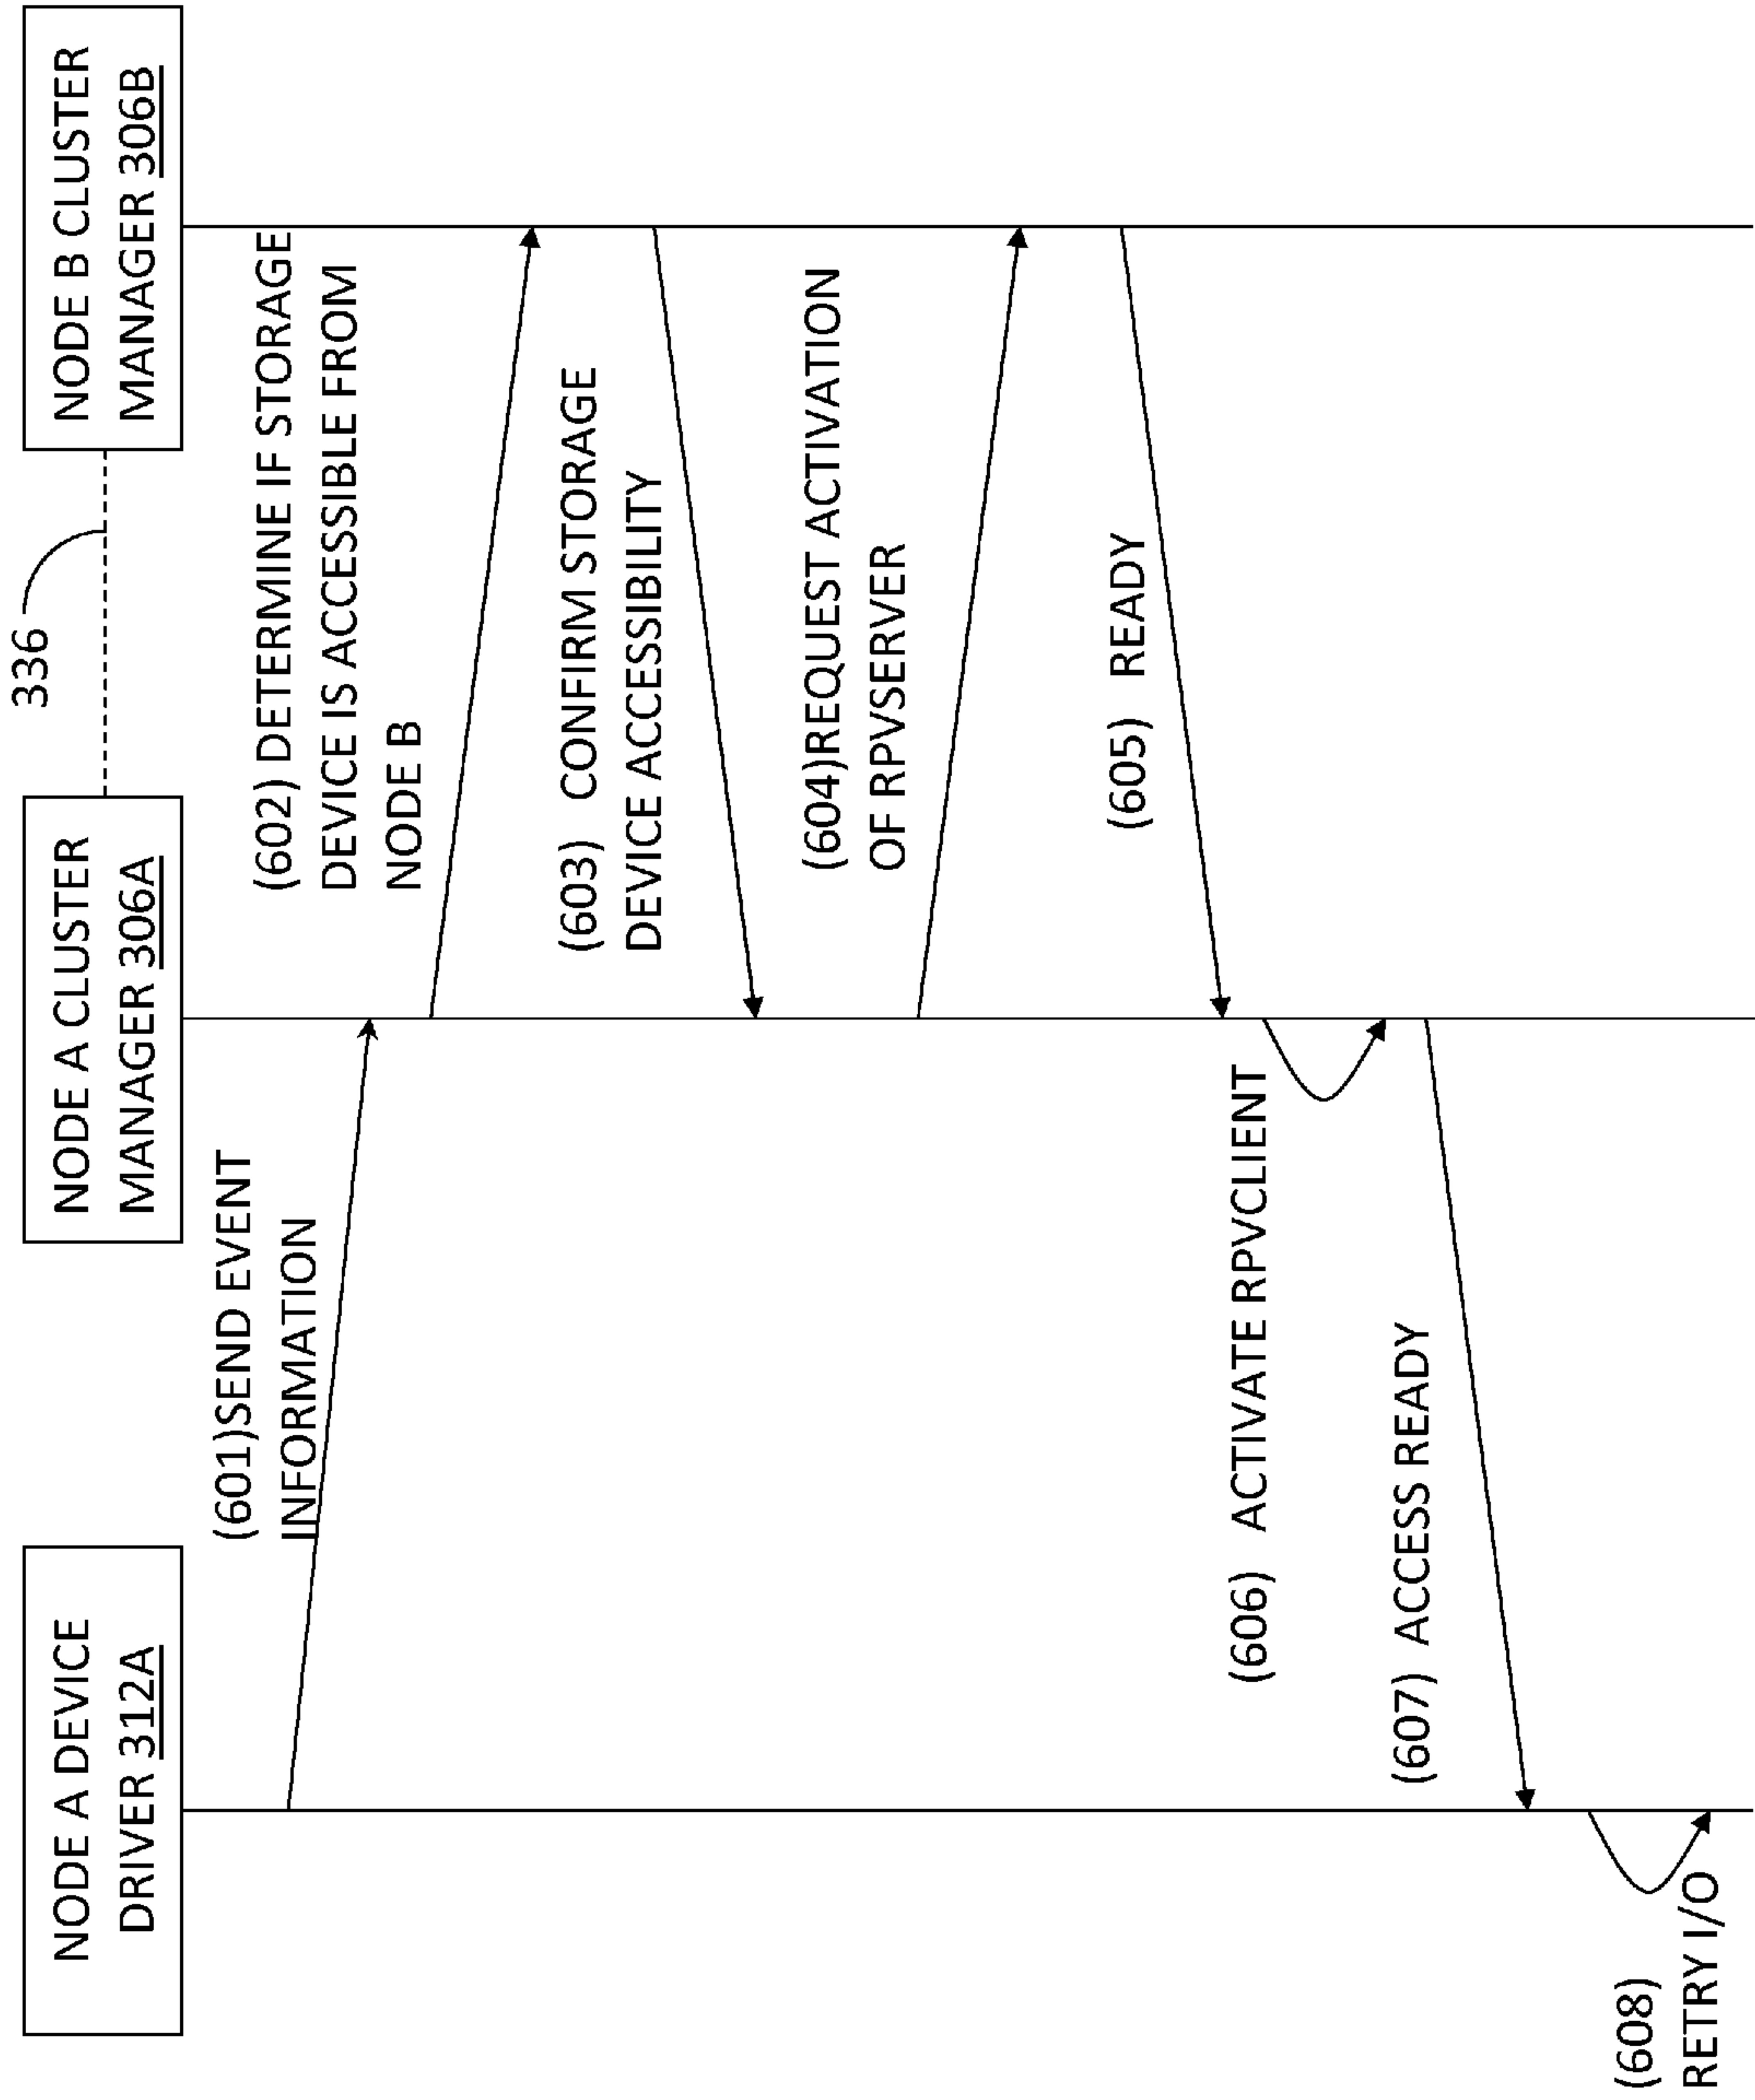 NODE A DEVICE
DRIVER 312A
NODE A CLUSTER
MANAGER 306A
336
NODE B CLUSTER
MANAGER 306B
(601)SEND EVENT
INFORMATION
(602) DETERMINE IF STORAGE
DEVICE IS ACCESSIBLE FROM
NODE B
(603) CONFIRM STORAGE
DEVICE ACCESSIBILITY
(604)REQUEST ACTIVATION
OF RPVSERVER
(605) READY
(606) ACTIVATE RPVCLIENT
(607) ACCESS READY
(608)
RETRY I/O